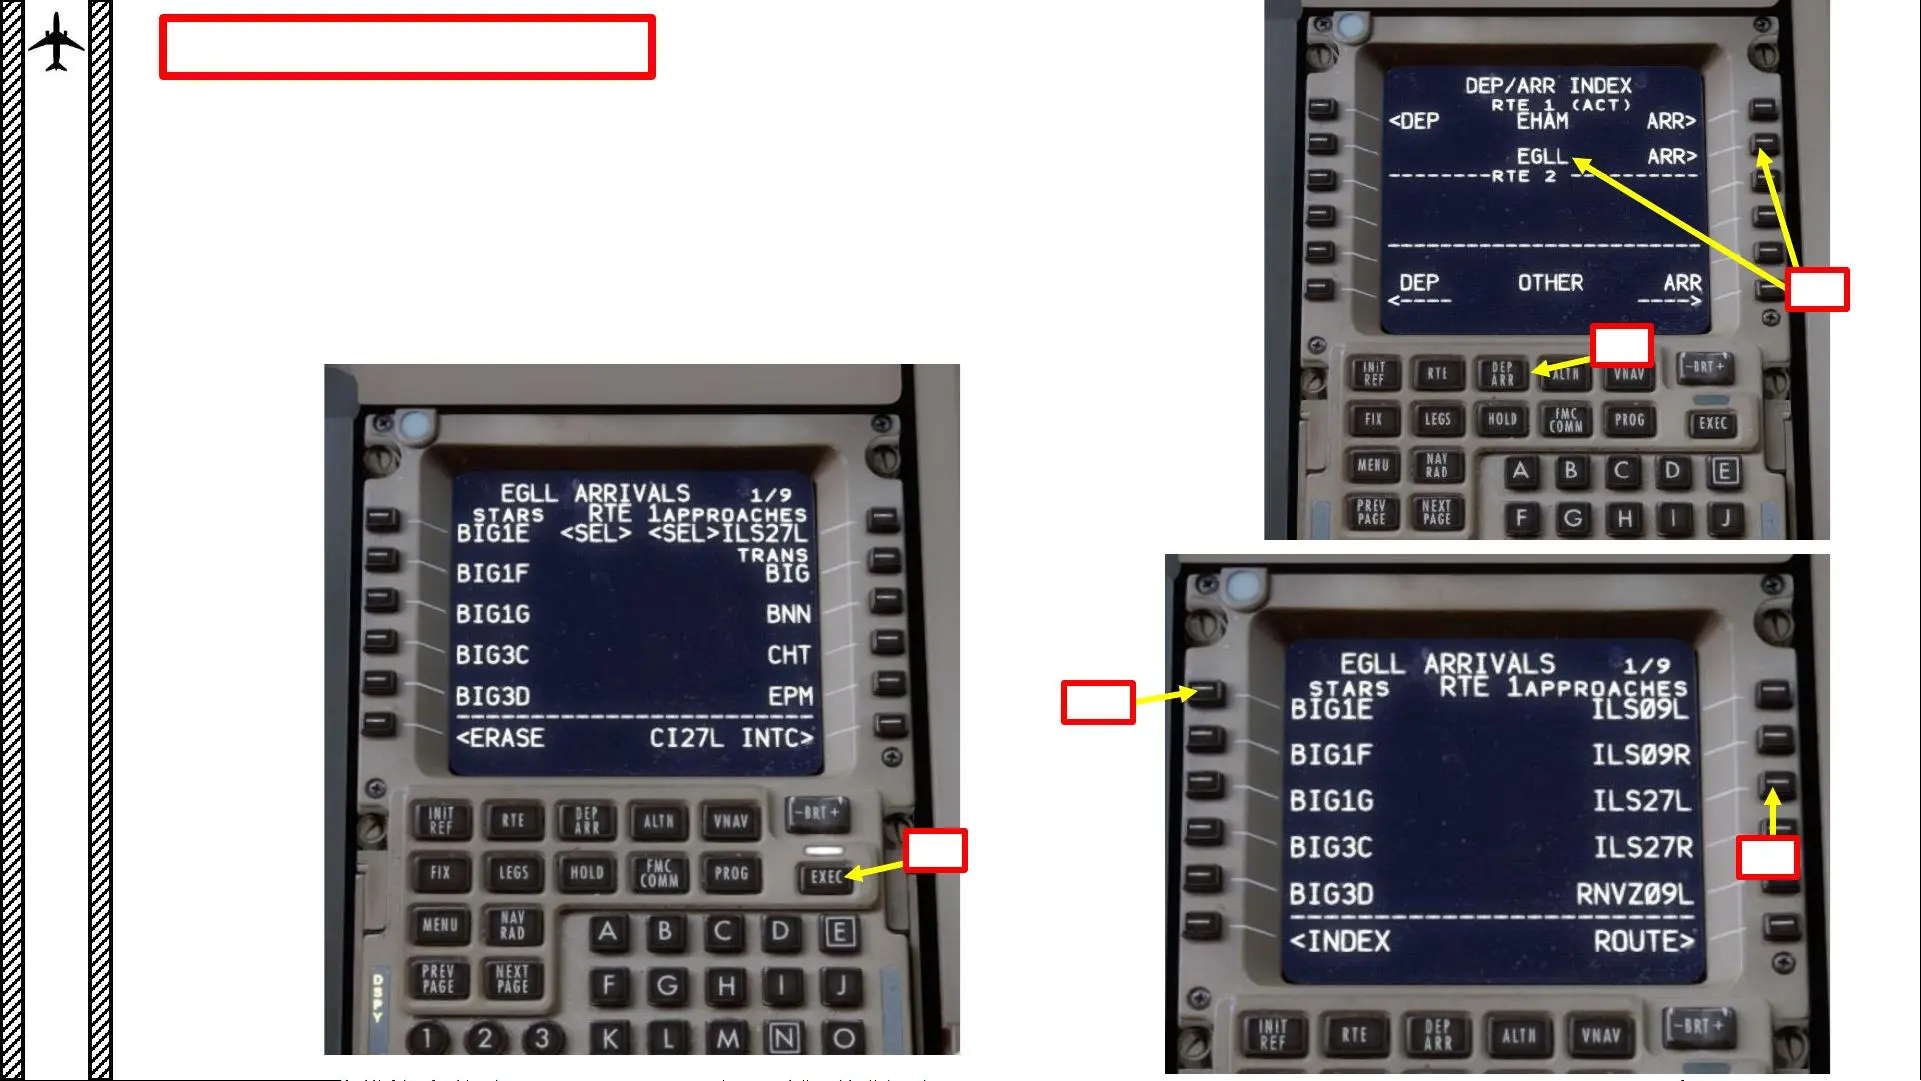 DEP/ARR INDEX
RTE 1 (ACT)
<DEP EHAM ARR>
EGLL ARR>
RTE 2
DEP OTHER ARR
<---- ---->
INIT REF RTE DEP ARR ALTN VNAV -BRT+
FIX LEGS HOLD FMC COMM PROG EXEC
MENU NAV RAD A B C D E
PREV PAGE NEXT PAGE F G H I J
EGLL ARRIVALS 1/9
STARS RTE 1 APPROACHES
BIG1E <SEL> <SEL>ILS27L
TRANS
BIG1F BIG
BIG1G BNN
BIG3C CHT
BIG3D EPM
<ERASE CI27L INTC>
INIT REF RTE DEP ARR ALTN VNAV -BRT+
FIX LEGS HOLD FMC COMM PROG EXEC
MENU NAV RAD A B C D E
PREV PAGE NEXT PAGE F G H I J
DSPY
1 2 3 K L M N O
EGLL ARRIVALS 1/9
STARS RTE 1 APPROACHES
BIG1E ILS09L
BIG1F ILS09R
BIG1G ILS27L
BIG3C ILS27R
BIG3D RNVZ09L
<INDEX ROUTE>
INIT REF RTE DEP ARR ALTN VNAV -BRT+